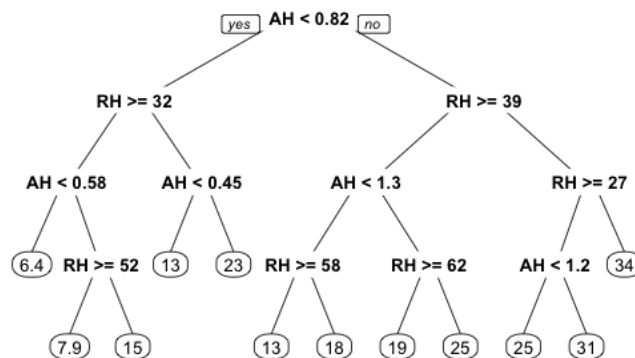 yes AH < 0.82 no
RH >= 32 RH >= 39
AH < 0.58 AH < 0.45 AH < 1.3 RH >= 27
6.4 RH >= 52 13 23 RH >= 58 RH >= 62 AH < 1.2 34
7.9 15 13 18 19 25 25 31